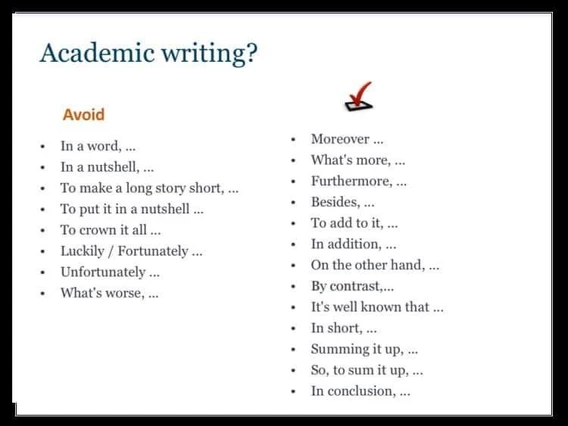 Academic writing?
Avoid
• In a word, ...
• In a nutshell, ...
• To make a long story short, ...
• To put it in a nutshell ...
• To crown it all ...
• Luckily / Fortunately ...
• Unfortunately ...
• What's worse, ...
• Moreover ...
• What's more, ...
• Furthermore, ...
• Besides, ...
• To add to it, ...
• In addition, ...
• On the other hand, ...
• By contrast,...
• It's well known that ...
• In short, ...
• Summing it up, ...
• So, to sum it up, ...
• In conclusion, ...